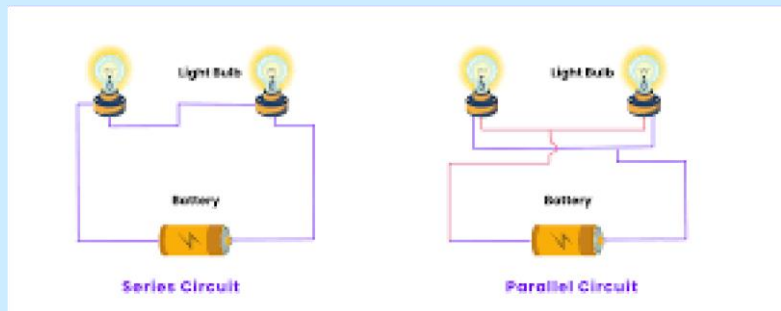 Light Bulb
Battery
Series Circuit
Light Bulb
Battery
Parallel Circuit